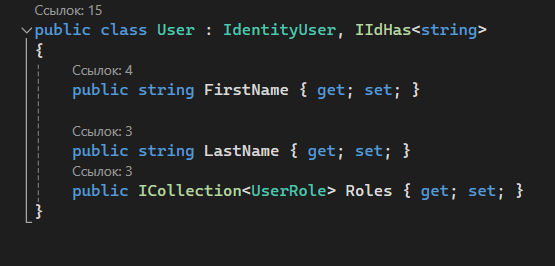 Ссылок: 15
public class User : IdentityUser, IIdHas<string>
{
Ссылок: 4
public string FirstName { get; set; }
Ссылок: 3
public string LastName { get; set; }
Ссылок: 3
public ICollection<UserRole> Roles { get; set; }
}